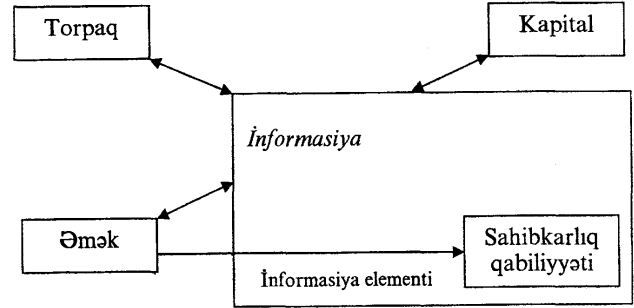 Torpaq
Kapital
İnformasiya
Əmək
Sahibkarlıq
qabiliyyəti
İnformasiya elementi